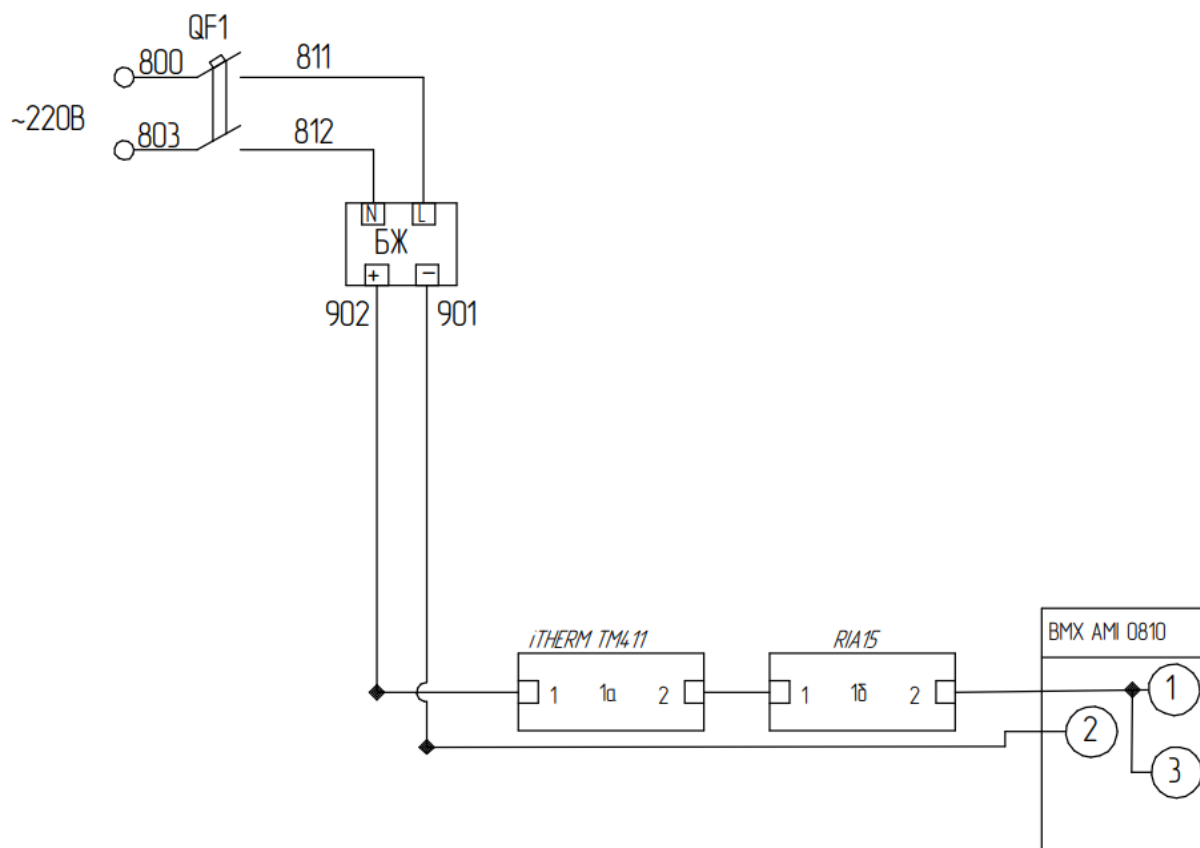 QF1
800
811
~220В
803
812
N
L
БЖ
+
−
902
901
iTHERM TM411
RIA15
BMX AMI 0810
1
1а
2
1
1б
2
1
2
3